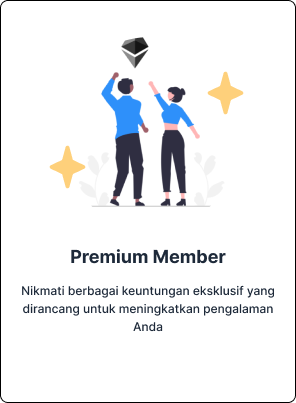 Premium Member
Nikmati berbagai keuntungan eksklusif yang
dirancang untuk meningkatkan pengalaman
Anda